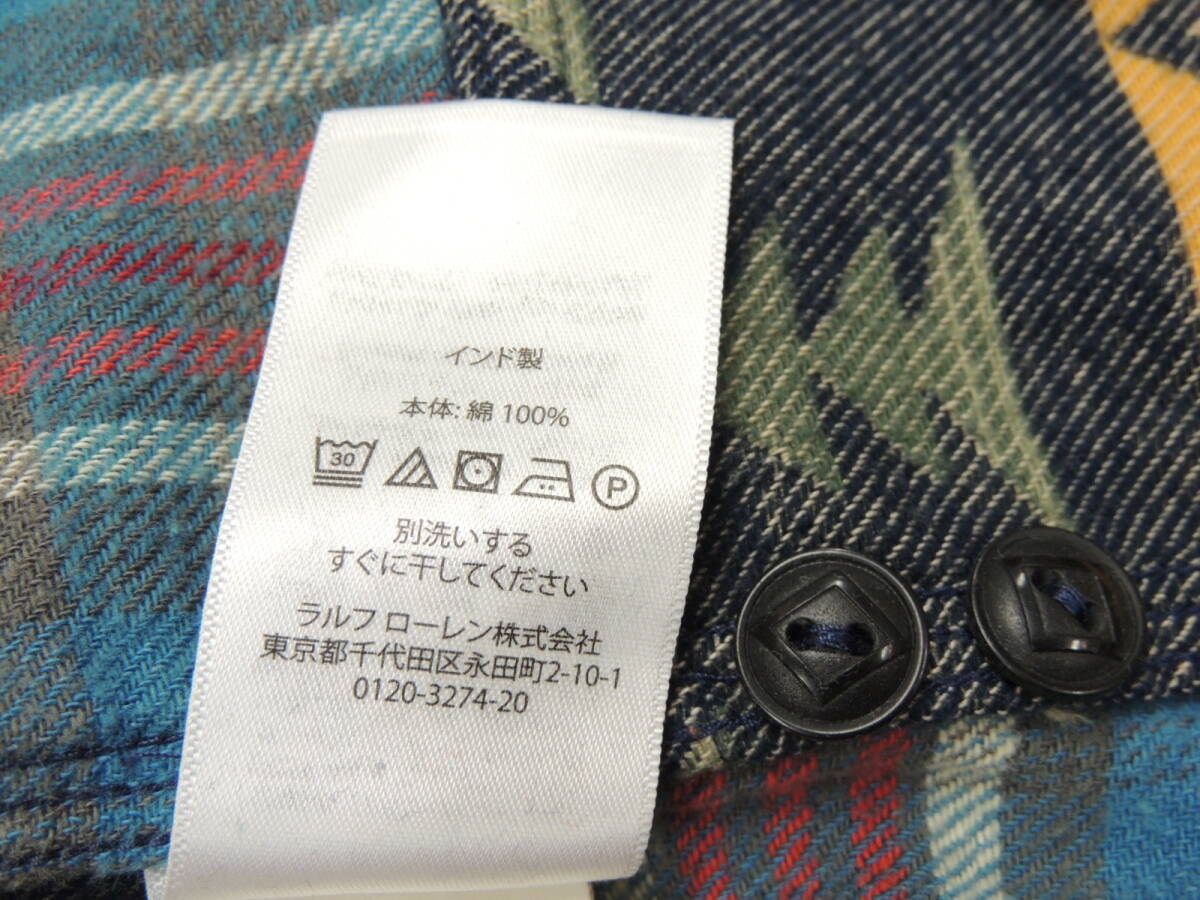 インド製
本体: 綿 100%
30
P
別洗いする
すぐに干してください
ラルフ ローレン株式会社
東京都千代田区永田町2-10-1
0120-3274-20